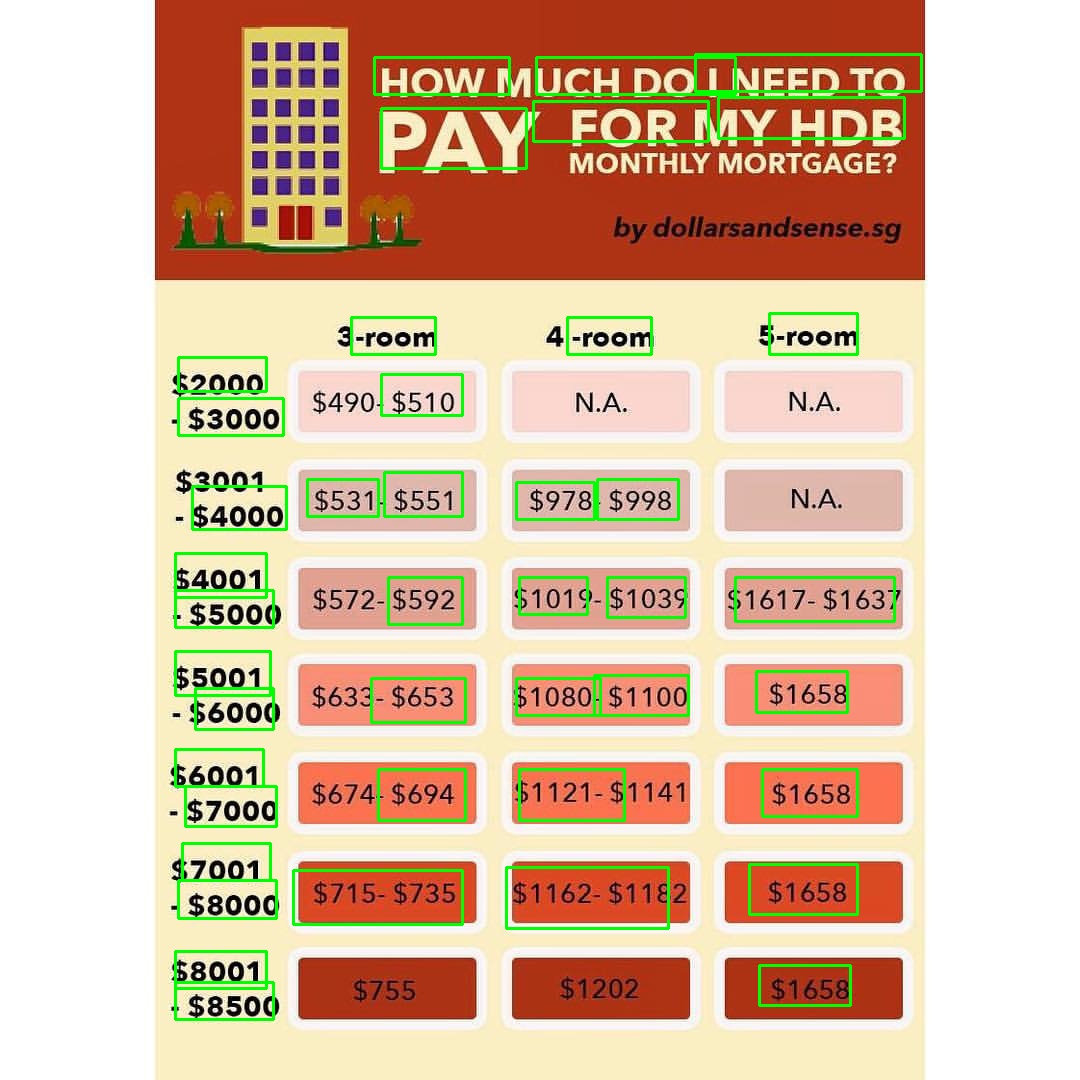 HOW MUCH DO I NEED TO
PAY FOR MY HDB
MONTHLY MORTGAGE?
by dollarsandsense.sg
3-room 4 -room 5-room
$2000
- $3000 $490- $510 N.A. N.A.
$3001
- $4000 $531- $551 $978- $998 N.A.
$4001
- $5000 $572- $592 $1019- $1039 $1617- $1637
$5001
- $6000 $633- $653 $1080- $1100 $1658
$6001
- $7000 $674- $694 $1121- $1141 $1658
$7001
- $8000 $715- $735 $1162- $1182 $1658
$8001
- $8500 $755 $1202 $1658